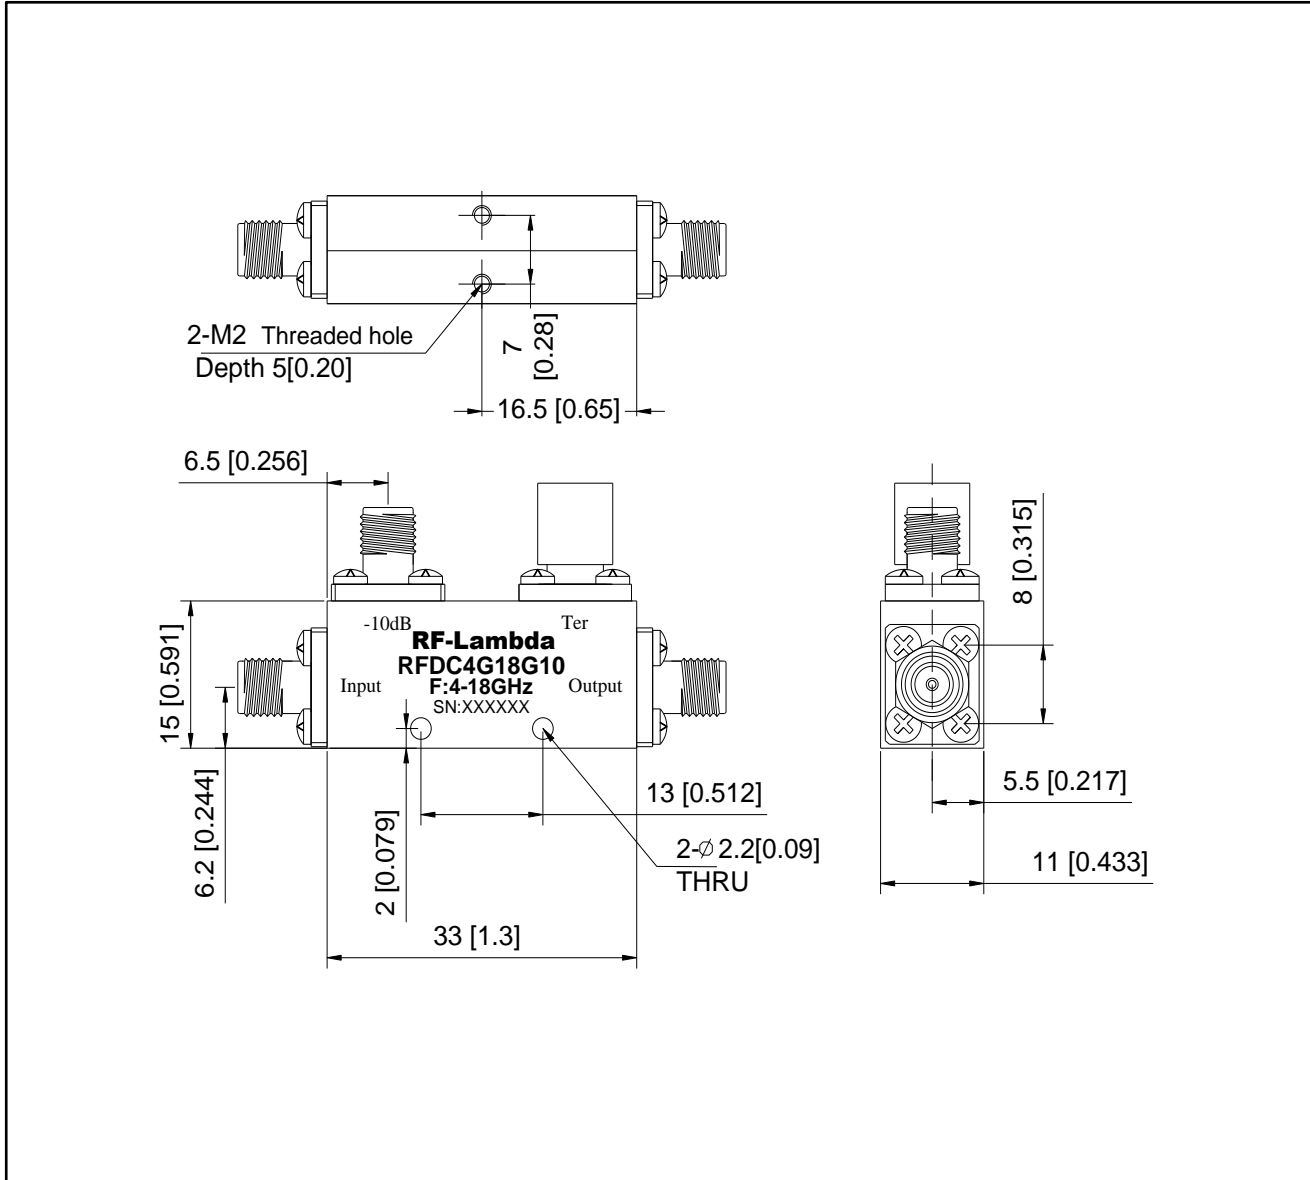 2-M2 Threaded hole
Depth 5[0.20]
7
[0.28]
16.5 [0.65]
6.5 [0.256]
15 [0.591]
6.2 [0.244]
-10dB
Ter
RF-Lambda
RFDC4G18G10
Input
F:4-18GHz
Output
SN:XXXXXX
2 [0.079]
13 [0.512]
2-∅ 2.2[0.09]
THRU
33 [1.3]
8 [0.315]
5.5 [0.217]
11 [0.433]